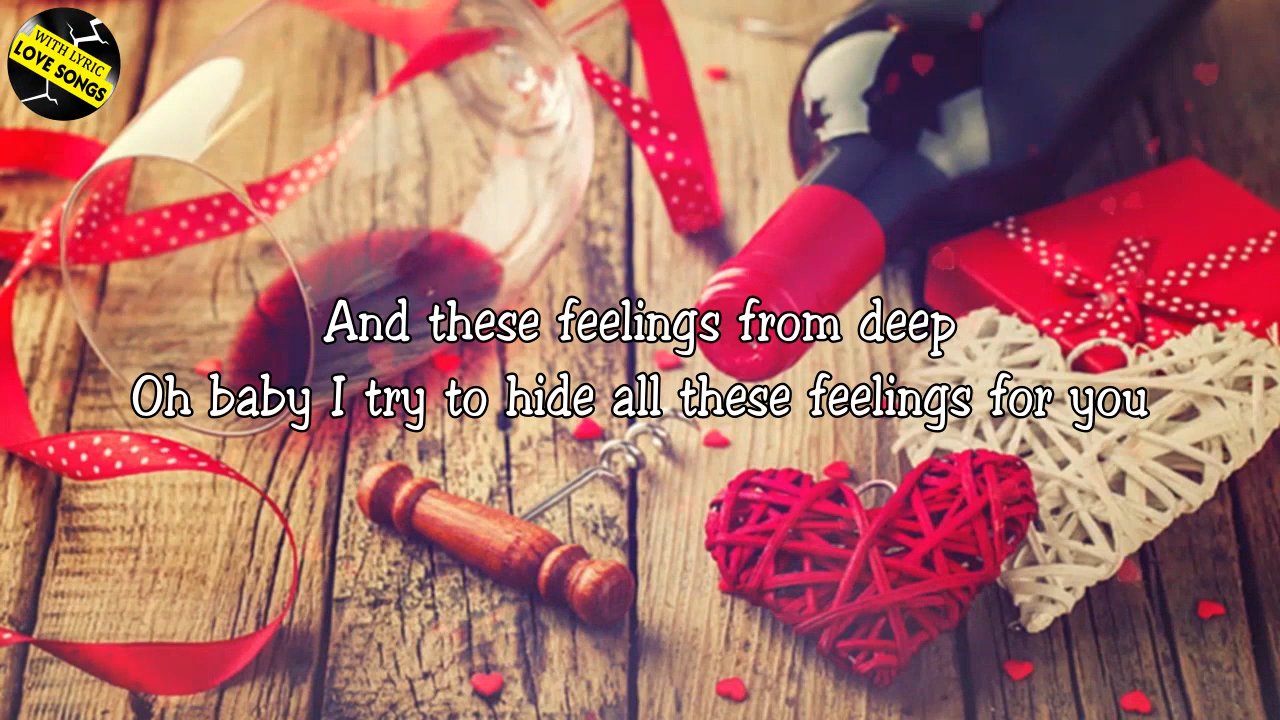 WITH LYRIC
LOVE SONGS
And these feelings from deep
Oh baby I try to hide all these feelings for you